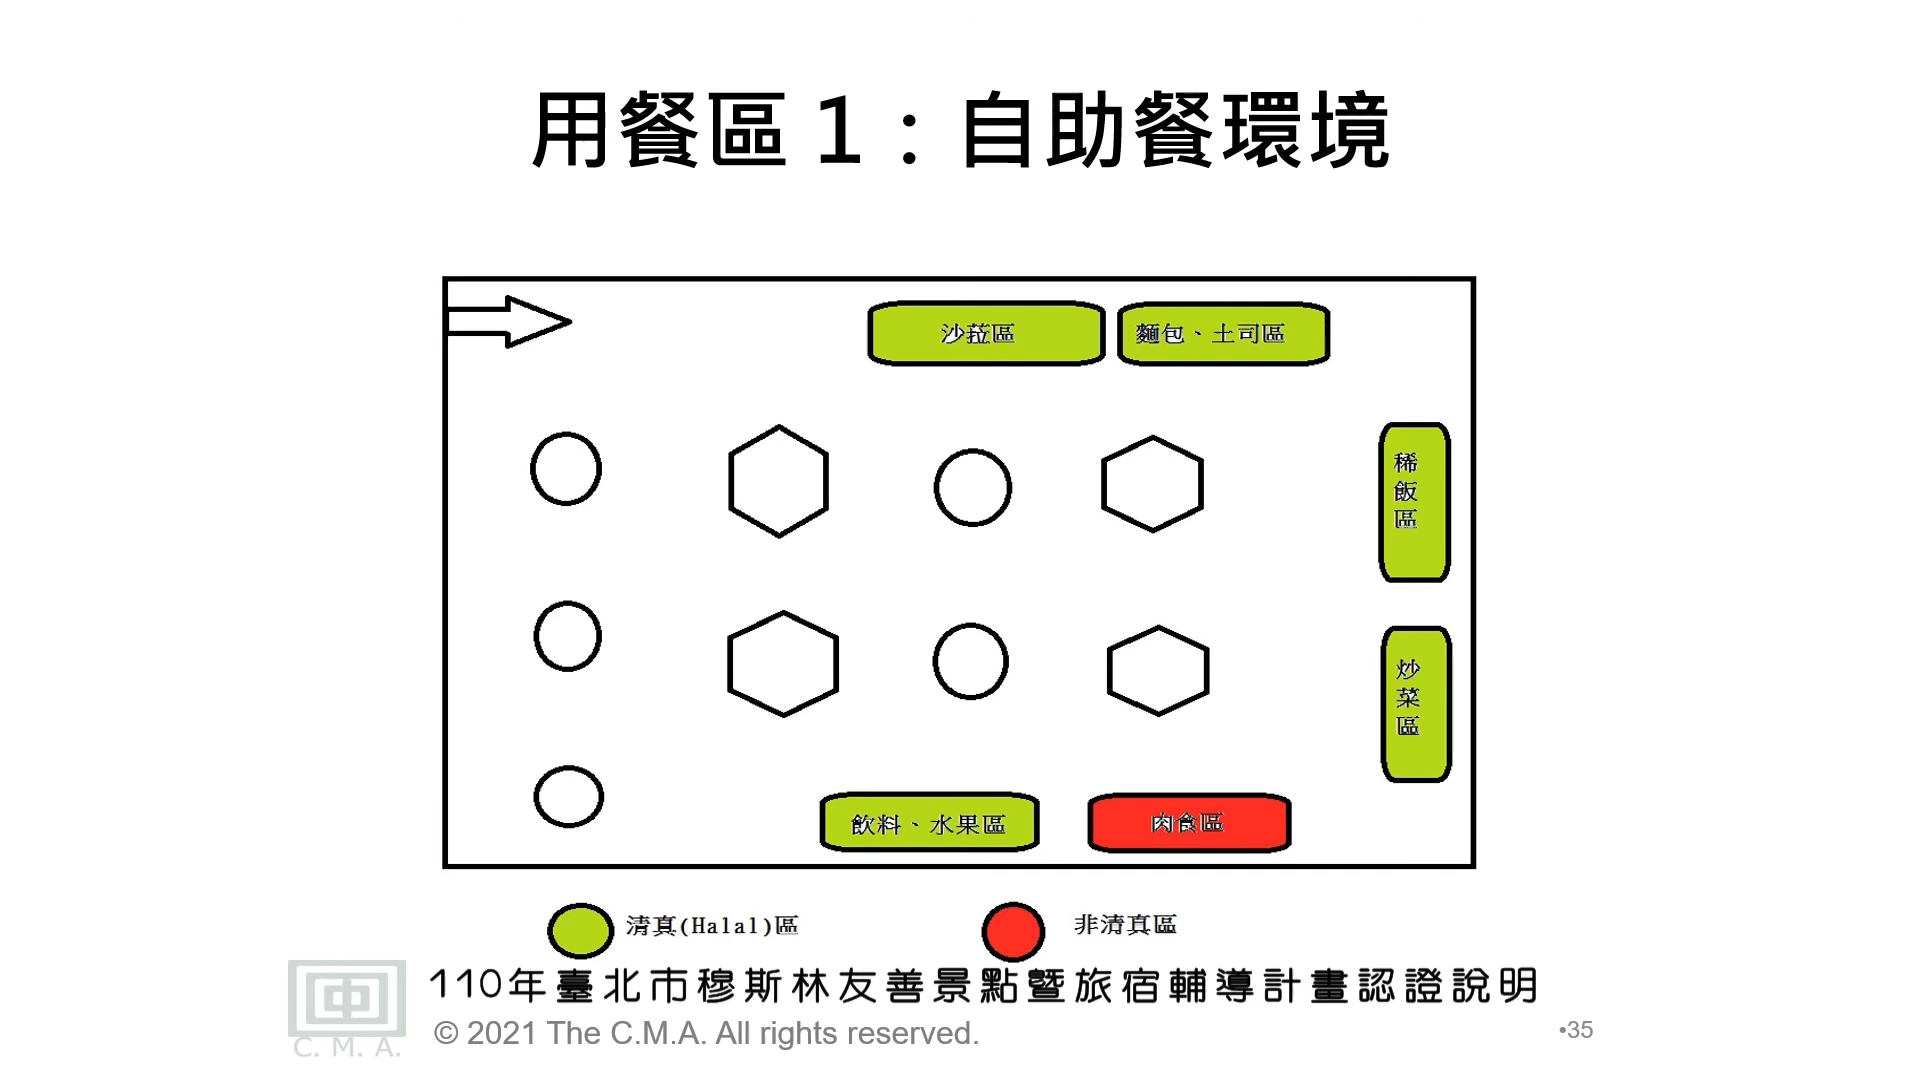 用餐區1：自助餐環境
沙菈區
麵包、土司區
稀飯區
炒菜區
飲料、水果區
肉食區
清真(Halal)區
非清真區
110年臺北市穆斯林友善景點暨旅宿輔導計畫認證說明
中
C. M. A.
© 2021 The C.M.A. All rights reserved.
•35